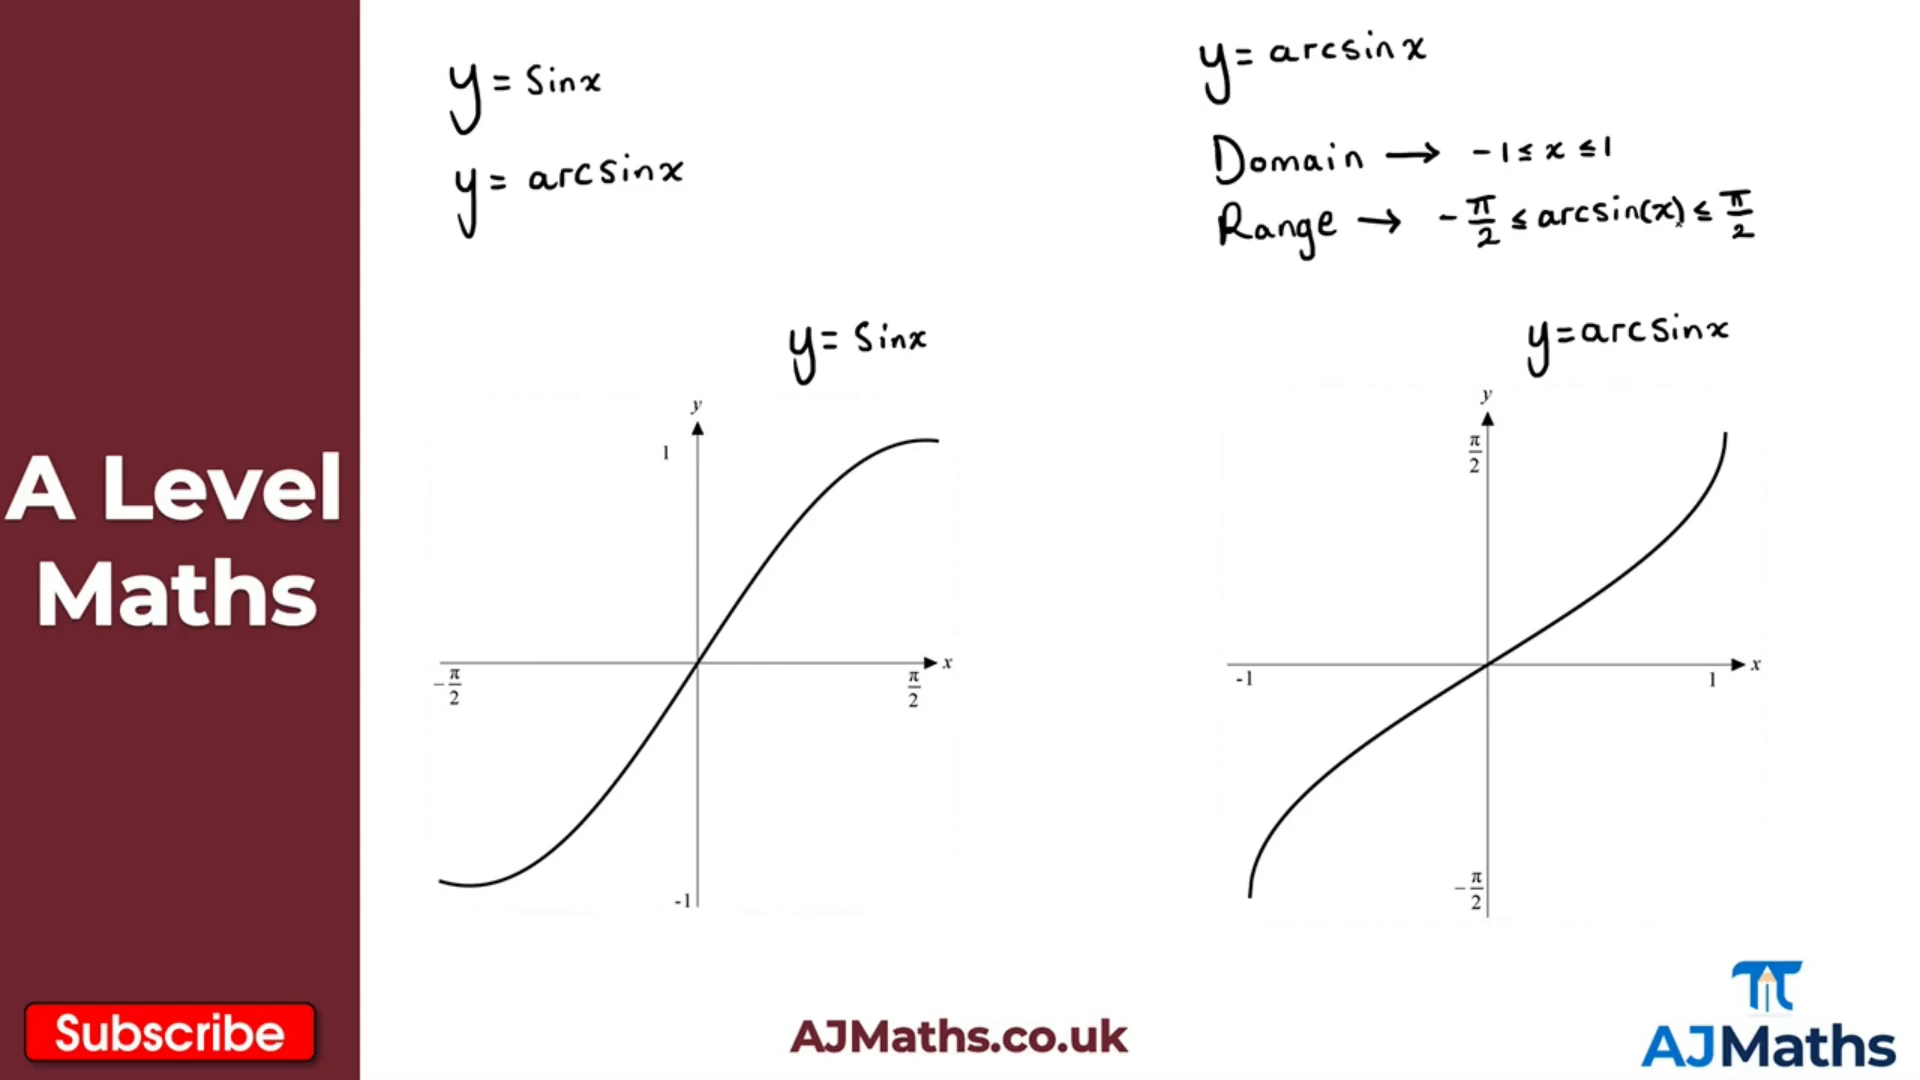 y = sinx
y = arcsinx
y = arcsinx
Domain → -1 ≤ x ≤ 1
Range → -π/2 ≤ arcsin(x) ≤ π/2
y = sinx
y
1
x
-π/2
π/2
-1
y = arcsinx
y
π/2
x
-1
1
-π/2
A Level
Maths
Subscribe
AJMaths.co.uk
AJMaths